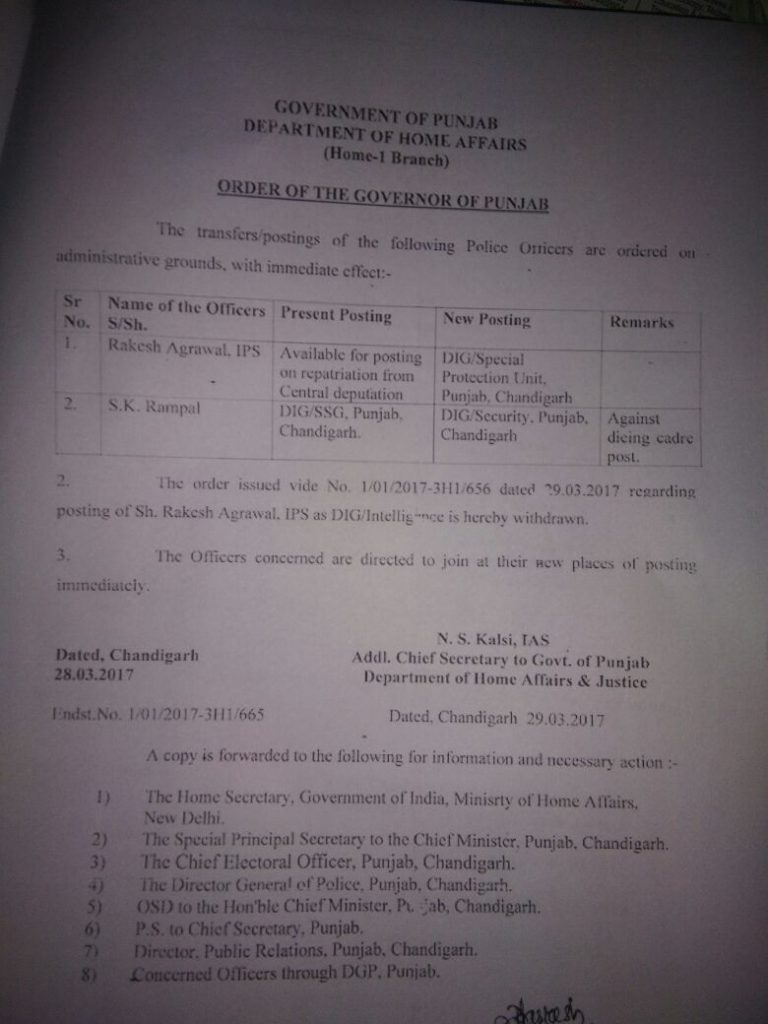 GOVERNMENT OF PUNJAB
DEPARTMENT OF HOME AFFAIRS
(Home-1 Branch)
ORDER OF THE GOVERNOR OF PUNJAB
The transfers/postings of the following Police Officers are ordered on
administrative grounds, with immediate effect:-
Sr No. | Name of the Officers S/Sh. | Present Posting | New Posting | Remarks
1. | Rakesh Agrawal, IPS | Available for posting on repatriation from Central deputation | DIG/Special Protection Unit, Punjab, Chandigarh | -
2. | S.K. Rampal | DIG/SSG, Punjab, Chandigarh. | DIG/Security, Punjab, Chandigarh | Against dicing cadre post.
2. The order issued vide No. 1/01/2017-3H1/656 dated 29.03.2017 regarding
posting of Sh. Rakesh Agrawal, IPS as DIG/Intelligence is hereby withdrawn.
3. The Officers concerned are directed to join at their new places of posting
immediately.
N. S. Kalsi, IAS
Dated, Chandigarh Addl. Chief Secretary to Govt. of Punjab
28.03.2017 Department of Home Affairs & Justice
Endst.No. 1/01/2017-3H1/665 Dated, Chandigarh 29.03.2017
A copy is forwarded to the following for information and necessary action :-
1) The Home Secretary, Government of India, Minisrty of Home Affairs,
New Delhi.
2) The Special Principal Secretary to the Chief Minister, Punjab, Chandigarh.
3) The Chief Electoral Officer, Punjab, Chandigarh.
4) The Director General of Police, Punjab, Chandigarh.
5) OSD to the Hon'ble Chief Minister, Punjab, Chandigarh.
6) P.S. to Chief Secretary, Punjab.
7) Director, Public Relations, Punjab, Chandigarh.
8) Concerned Officers through DGP, Punjab.